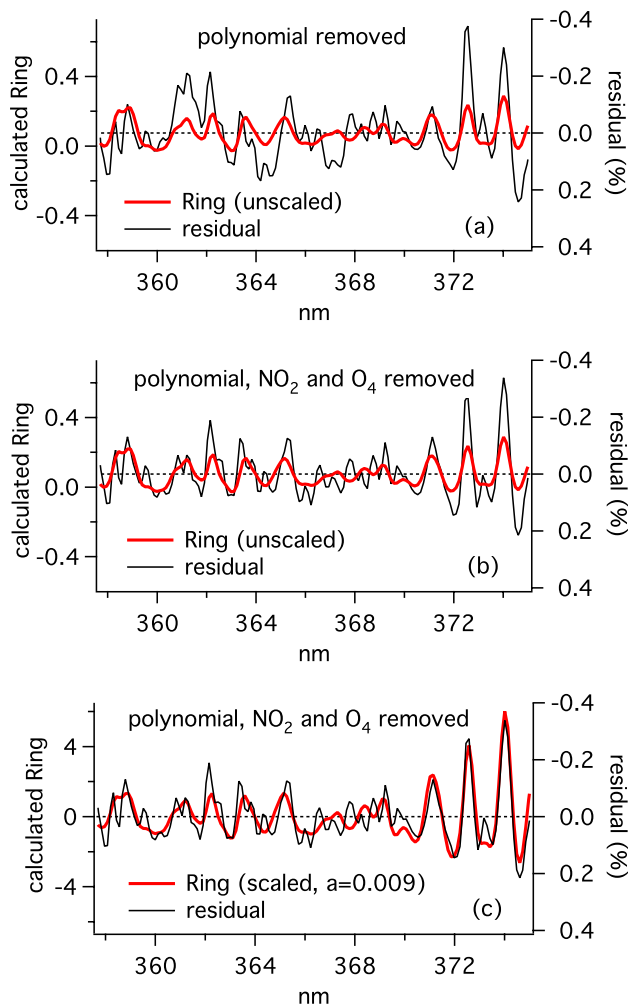 polynomial removed
calculated Ring
0.4
0.0
-0.4
-0.4
-0.2
0.0
0.2
0.4
residual (%)
Ring (unscaled)
residual
(a)
360 364 368 372
nm
polynomial, NO₂ and O₄ removed
calculated Ring
0.4
0.0
-0.4
-0.4
-0.2
0.0
0.2
0.4
residual (%)
Ring (unscaled)
residual
(b)
360 364 368 372
nm
polynomial, NO₂ and O₄ removed
calculated Ring
4
0
-4
-0.4
-0.2
0.0
0.2
0.4
residual (%)
Ring (scaled, a=0.009)
residual
(c)
360 364 368 372
nm